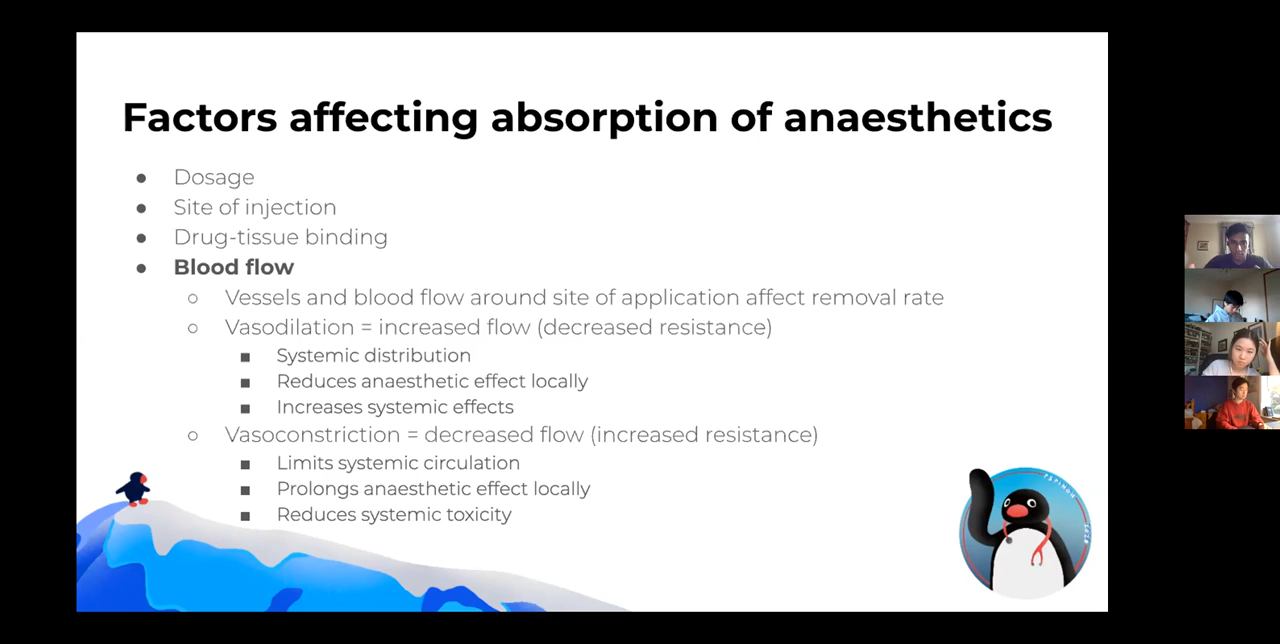 Factors affecting absorption of anaesthetics
Dosage
Site of injection
Drug-tissue binding
Blood flow
Vessels and blood flow around site of application affect removal rate
Vasodilation = increased flow (decreased resistance)
Systemic distribution
Reduces anaesthetic effect locally
Increases systemic effects
Vasoconstriction = decreased flow (increased resistance)
Limits systemic circulation
Prolongs anaesthetic effect locally
Reduces systemic toxicity